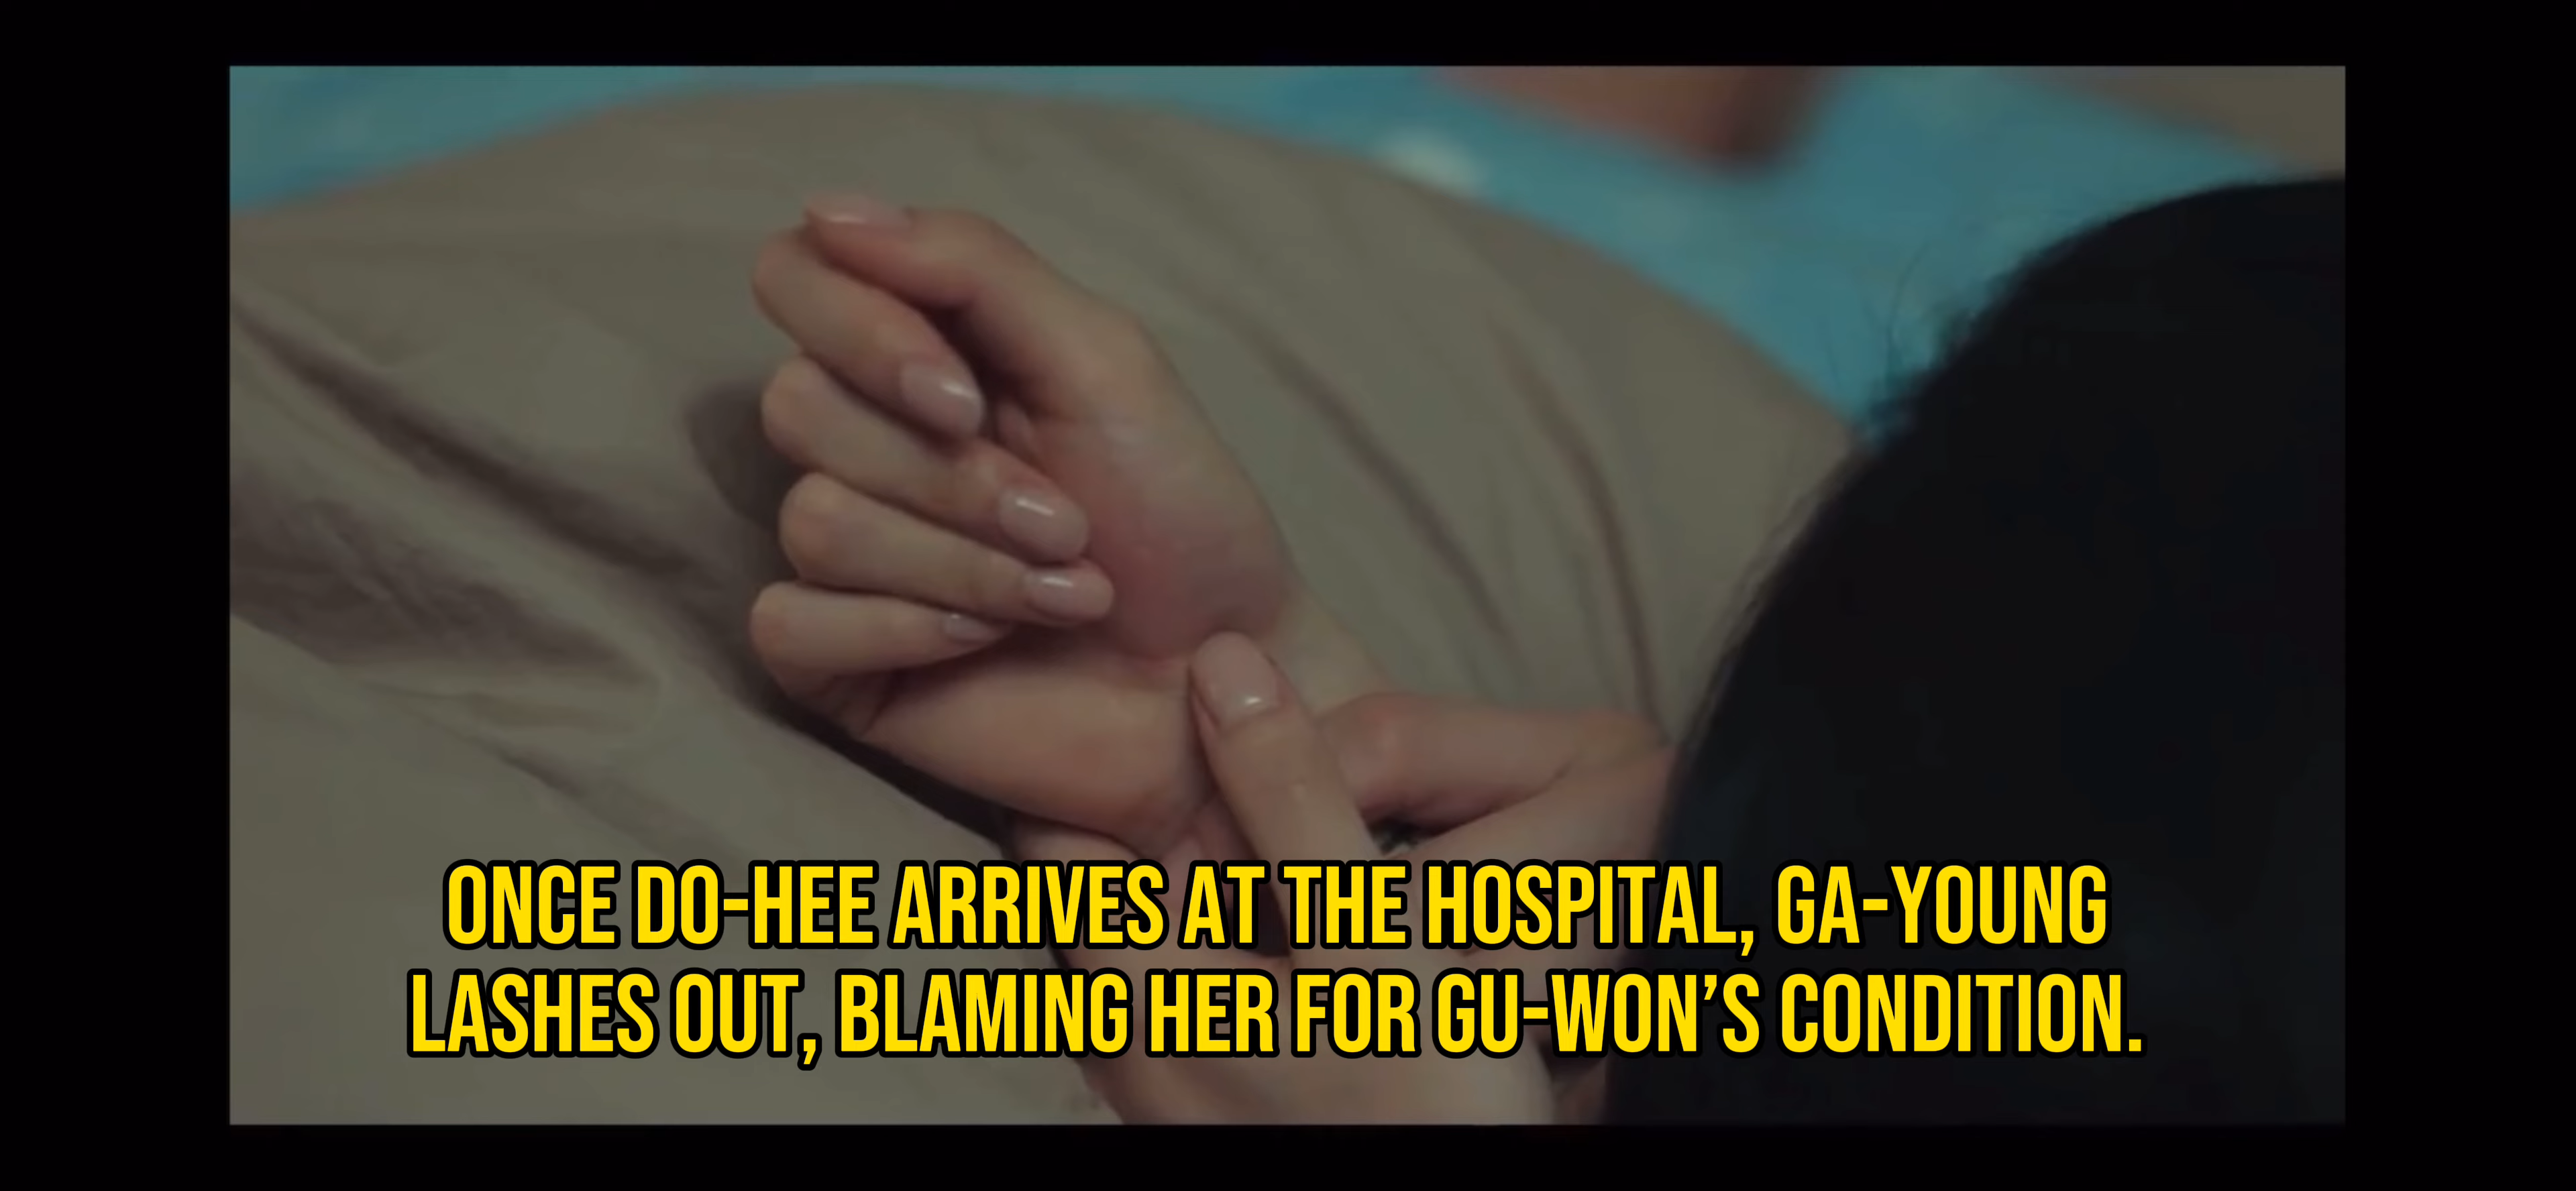 ONCE DO-HEE ARRIVES AT THE HOSPITAL, GA-YOUNG
LASHES OUT, BLAMING HER FOR GU-WON'S CONDITION.